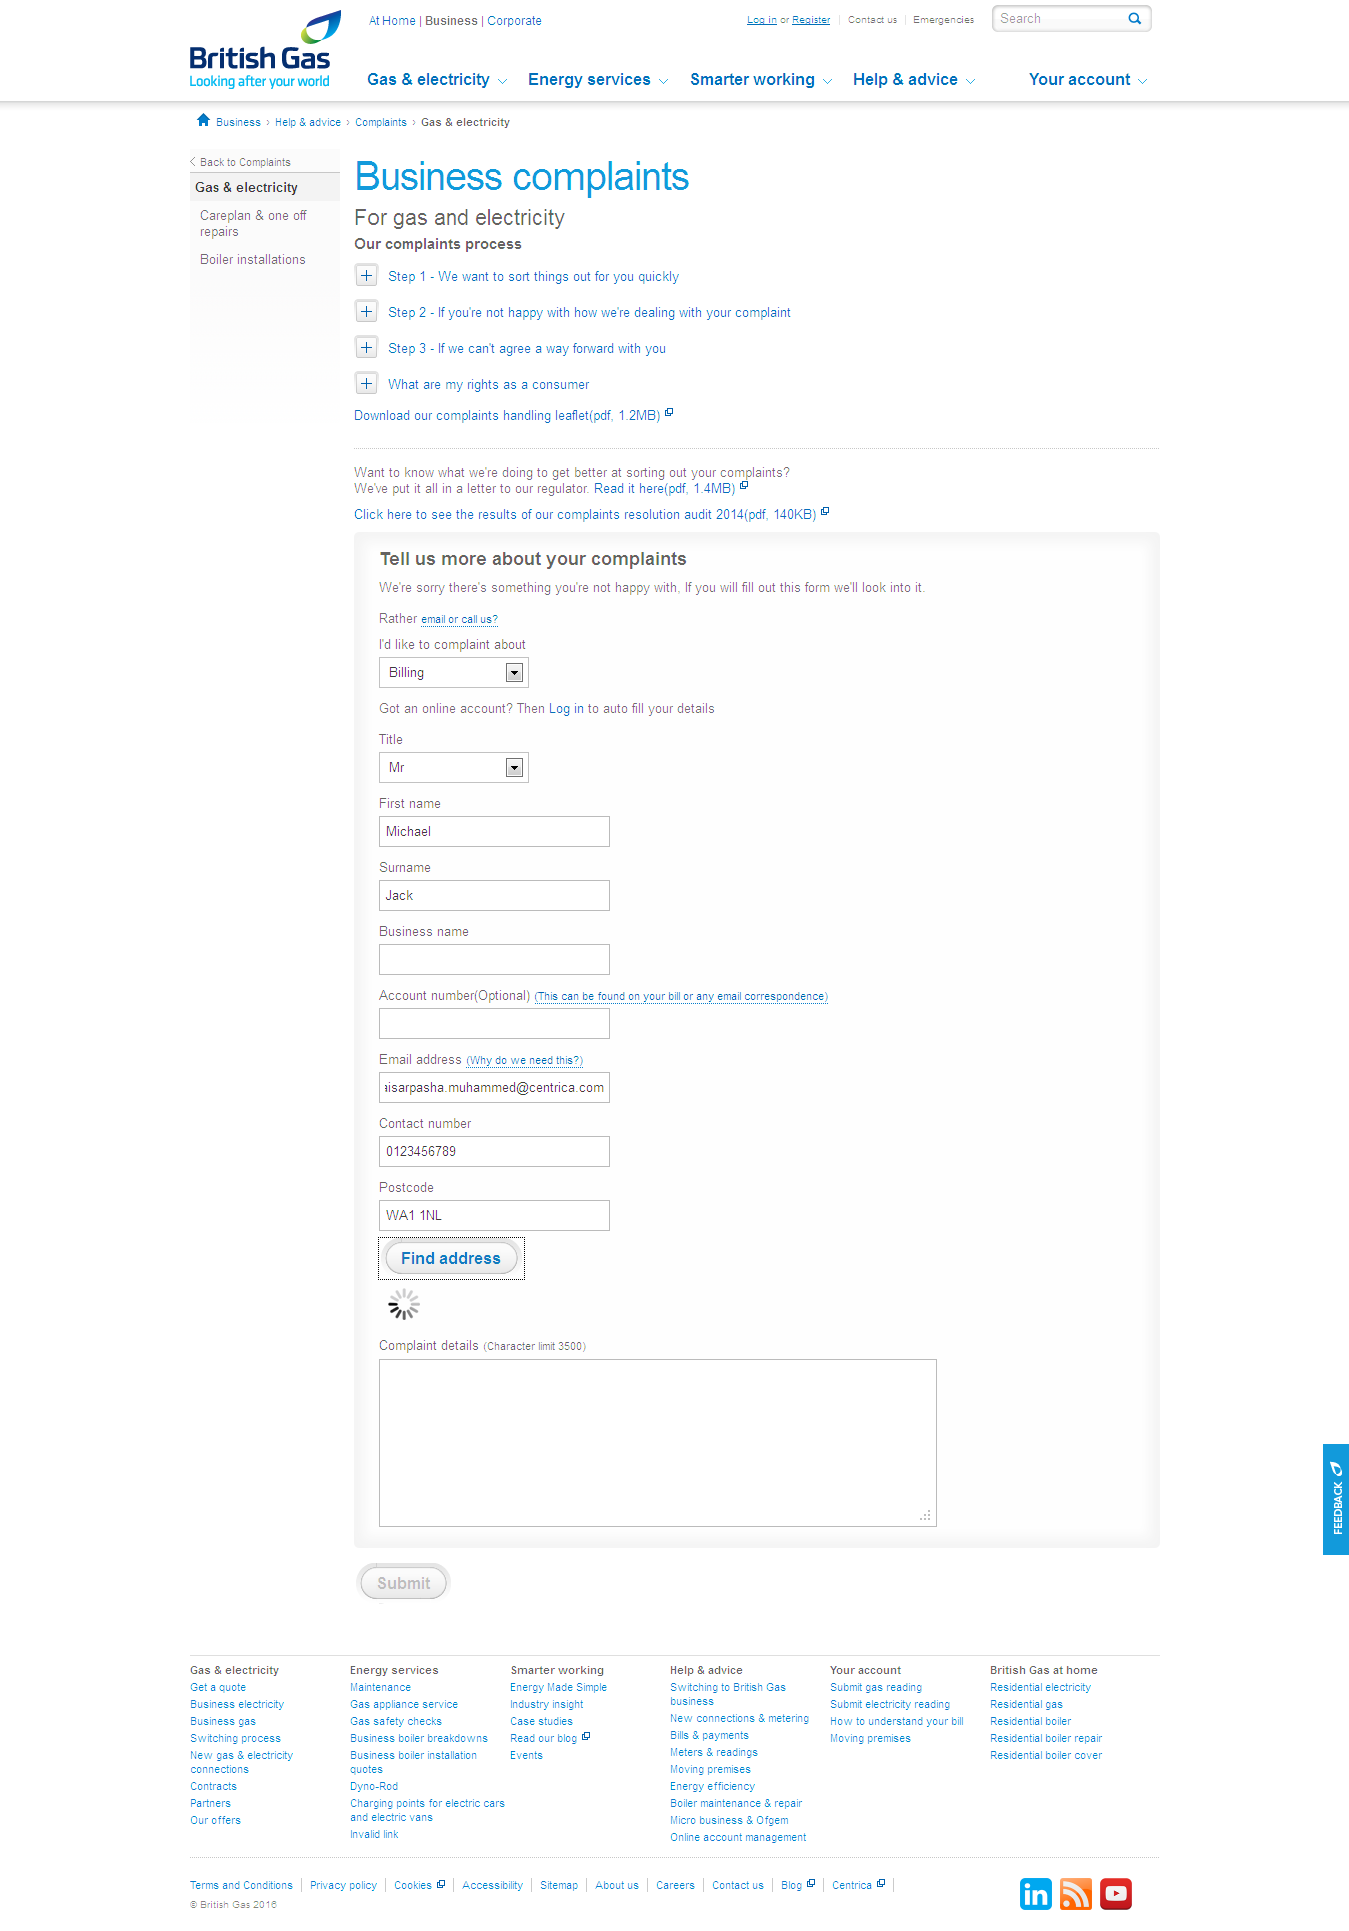 At Home | Business | Corporate
Log in or Register
Contact us
Emergencies
Search
British Gas
Looking after your world
Gas & electricity
Energy services
Smarter working
Help & advice
Your account
Business › Help & advice › Complaints › Gas & electricity
Back to Complaints
Gas & electricity
Careplan & one off
repairs
Boiler installations
Business complaints
For gas and electricity
Our complaints process
Step 1 - We want to sort things out for you quickly
Step 2 - If you're not happy with how we're dealing with your complaint
Step 3 - If we can't agree a way forward with you
What are my rights as a consumer
Download our complaints handling leaflet(pdf, 1.2MB)
Want to know what we're doing to get better at sorting out your complaints?
We've put it all in a letter to our regulator. Read it here(pdf, 1.4MB)
Click here to see the results of our complaints resolution audit 2014(pdf, 140KB)
Tell us more about your complaints
We're sorry there's something you're not happy with, If you will fill out this form we'll look into it.
Rather email or call us?
I'd like to complaint about
Billing
Got an online account? Then Log in to auto fill your details
Title
Mr
First name
Michael
Surname
Jack
Business name
Account number(Optional) (This can be found on your bill or any email correspondence)
Email address (Why do we need this?)
aisarpasha.muhammed@centrica.com
Contact number
0123456789
Postcode
WA1 1NL
Find address
Complaint details (Character limit 3500)
FEEDBACK
Submit
Gas & electricity
Get a quote
Business electricity
Business gas
Switching process
New gas & electricity
connections
Contracts
Partners
Our offers
Energy services
Maintenance
Gas appliance service
Gas safety checks
Business boiler breakdowns
Business boiler installation
quotes
Dyno-Rod
Charging points for electric cars
and electric vans
Invalid link
Smarter working
Energy Made Simple
Industry insight
Case studies
Read our blog
Events
Help & advice
Switching to British Gas
business
New connections & metering
Bills & payments
Meters & readings
Moving premises
Energy efficiency
Boiler maintenance & repair
Micro business & Ofgem
Online account management
Your account
Submit gas reading
Submit electricity reading
How to understand your bill
Moving premises
British Gas at home
Residential electricity
Residential gas
Residential boiler
Residential boiler repair
Residential boiler cover
Terms and Conditions | Privacy policy | Cookies | Accessibility | Sitemap | About us | Careers | Contact us | Blog | Centrica |
© British Gas 2016
in